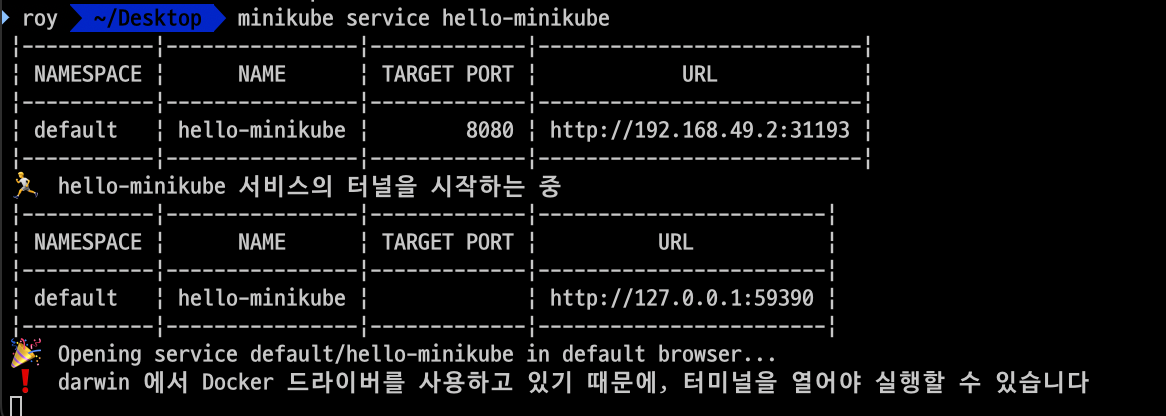 roy ~/Desktop minikube service hello-minikube
|-----------|----------------|-------------|---------------------------|
| NAMESPACE | NAME | TARGET PORT | URL |
|-----------|----------------|-------------|---------------------------|
| default | hello-minikube | 8080 | http://192.168.49.2:31193 |
|-----------|----------------|-------------|---------------------------|
🏃 hello-minikube 서비스의 터널을 시작하는 중
|-----------|----------------|-------------|------------------------|
| NAMESPACE | NAME | TARGET PORT | URL |
|-----------|----------------|-------------|------------------------|
| default | hello-minikube | | http://127.0.0.1:59390 |
|-----------|----------------|-------------|------------------------|
🎉 Opening service default/hello-minikube in default browser...
❗ darwin 에서 Docker 드라이버를 사용하고 있기 때문에, 터미널을 열어야 실행할 수 있습니다